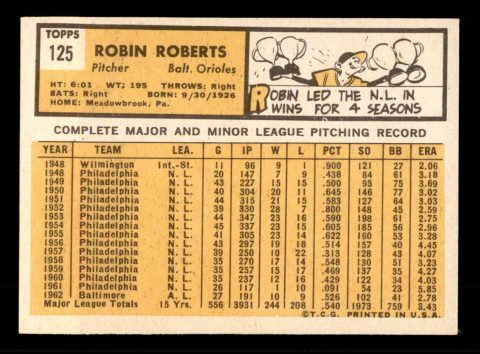 TOPPS
125
ROBIN ROBERTS
Pitcher Balt. Orioles
HT: 6:01 WT: 195 THROWS: Right
BATS: Right BORN: 9/30/1926
HOME: Meadowbrook, Pa.
ROBIN LED THE N.L. IN
WINS FOR 4 SEASONS
COMPLETE MAJOR AND MINOR LEAGUE PITCHING RECORD
YEAR TEAM LEA. G IP W L PCT SO BB ERA
1948 Wilmington Int.-St. 11 96 9 1 .900 121 27 2.06
1948 Philadelphia N.L. 20 147 7 9 .438 84 61 3.18
1949 Philadelphia N.L. 43 227 15 15 .500 95 75 3.69
1950 Philadelphia N.L. 40 304 20 11 .645 146 77 3.02
1951 Philadelphia N.L. 44 315 21 15 .583 127 64 3.03
1952 Philadelphia N.L. 39 330 28 7 .800 148 45 2.59
1953 Philadelphia N.L. 44 347 23 16 .590 198 61 2.75
1954 Philadelphia N.L. 45 337 23 15 .605 185 56 2.96
1955 Philadelphia N.L. 41 305 23 14 .622 160 53 3.28
1956 Philadelphia N.L. 43 297 19 18 .514 157 40 4.45
1957 Philadelphia N.L. 39 250 10 22 .313 128 43 4.07
1958 Philadelphia N.L. 35 270 17 14 .548 130 51 3.23
1959 Philadelphia N.L. 35 257 15 17 .469 137 35 4.27
1960 Philadelphia N.L. 35 237 12 16 .429 122 34 4.03
1961 Philadelphia N.L. 26 117 1 10 .091 54 23 5.85
1962 Baltimore A.L. 27 191 10 9 .526 102 41 2.78
Major League Totals 15 Yrs. 556 3931 244 208 .540 1973 759 3.43
©T.C.G. PRINTED IN U.S.A.